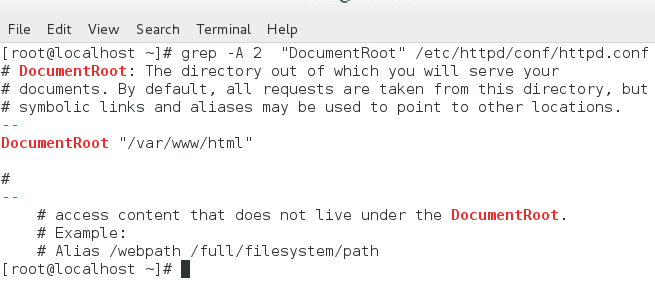 File Edit View Search Terminal Help
[root@localhost ~]# grep -A 2  "DocumentRoot" /etc/httpd/conf/httpd.conf
# DocumentRoot: The directory out of which you will serve your
# documents. By default, all requests are taken from this directory, but
# symbolic links and aliases may be used to point to other locations.
--
DocumentRoot "/var/www/html"

#
--
    # access content that does not live under the DocumentRoot.
    # Example:
    # Alias /webpath /full/filesystem/path
[root@localhost ~]#